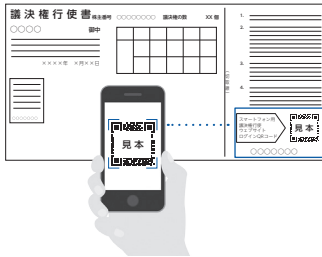 議決権行使書 株主番号 ○○○○○○○○ 議決権の数 XX 個
○○○○ 御中
××××年 ×月××日
○○○○○○○
1.
2.
3.
4.
スマートフォン用
議決権行使
ウェブサイト
ログインQRコード
見本
○○○○○○○
見本